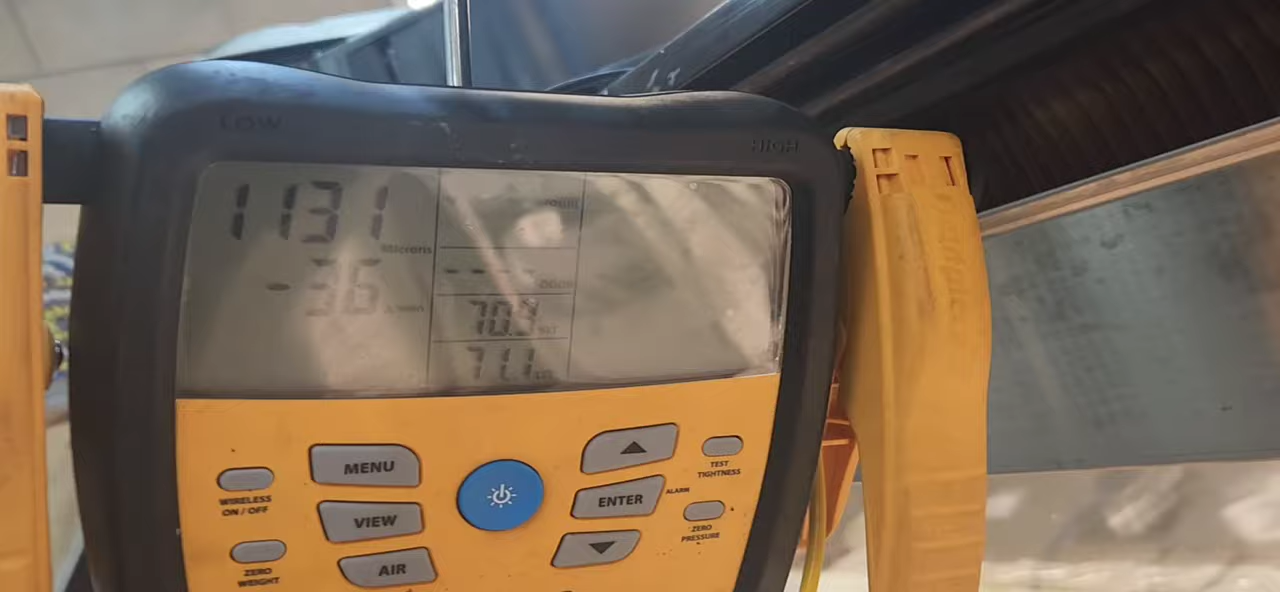 LOW
HIGH
1131
Microns
-36
70.3
71.1
MENU
VIEW
AIR
ENTER
ALARM
WIRELESS
ON / OFF
ZERO
WEIGHT
TEST
TIGHTNESS
ZERO
PRESSURE